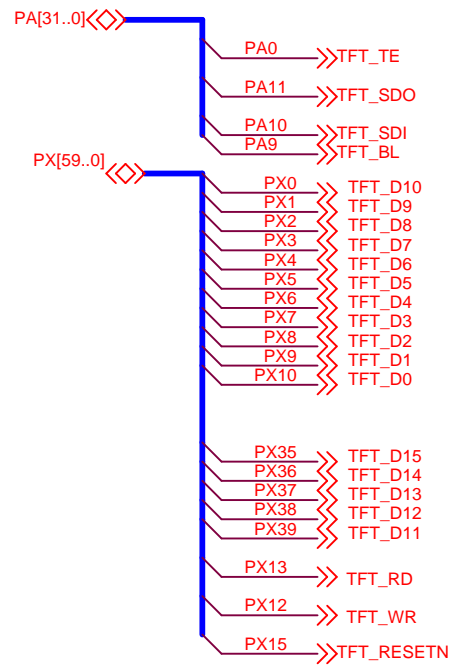 PA[31..0]
PA0 TFT_TE
PA11 TFT_SDO
PA10 TFT_SDI
PA9 TFT_BL
PX[59..0]
PX0 TFT_D10
PX1 TFT_D9
PX2 TFT_D8
PX3 TFT_D7
PX4 TFT_D6
PX5 TFT_D5
PX6 TFT_D4
PX7 TFT_D3
PX8 TFT_D2
PX9 TFT_D1
PX10 TFT_D0
PX35 TFT_D15
PX36 TFT_D14
PX37 TFT_D13
PX38 TFT_D12
PX39 TFT_D11
PX13 TFT_RD
PX12 TFT_WR
PX15 TFT_RESETN